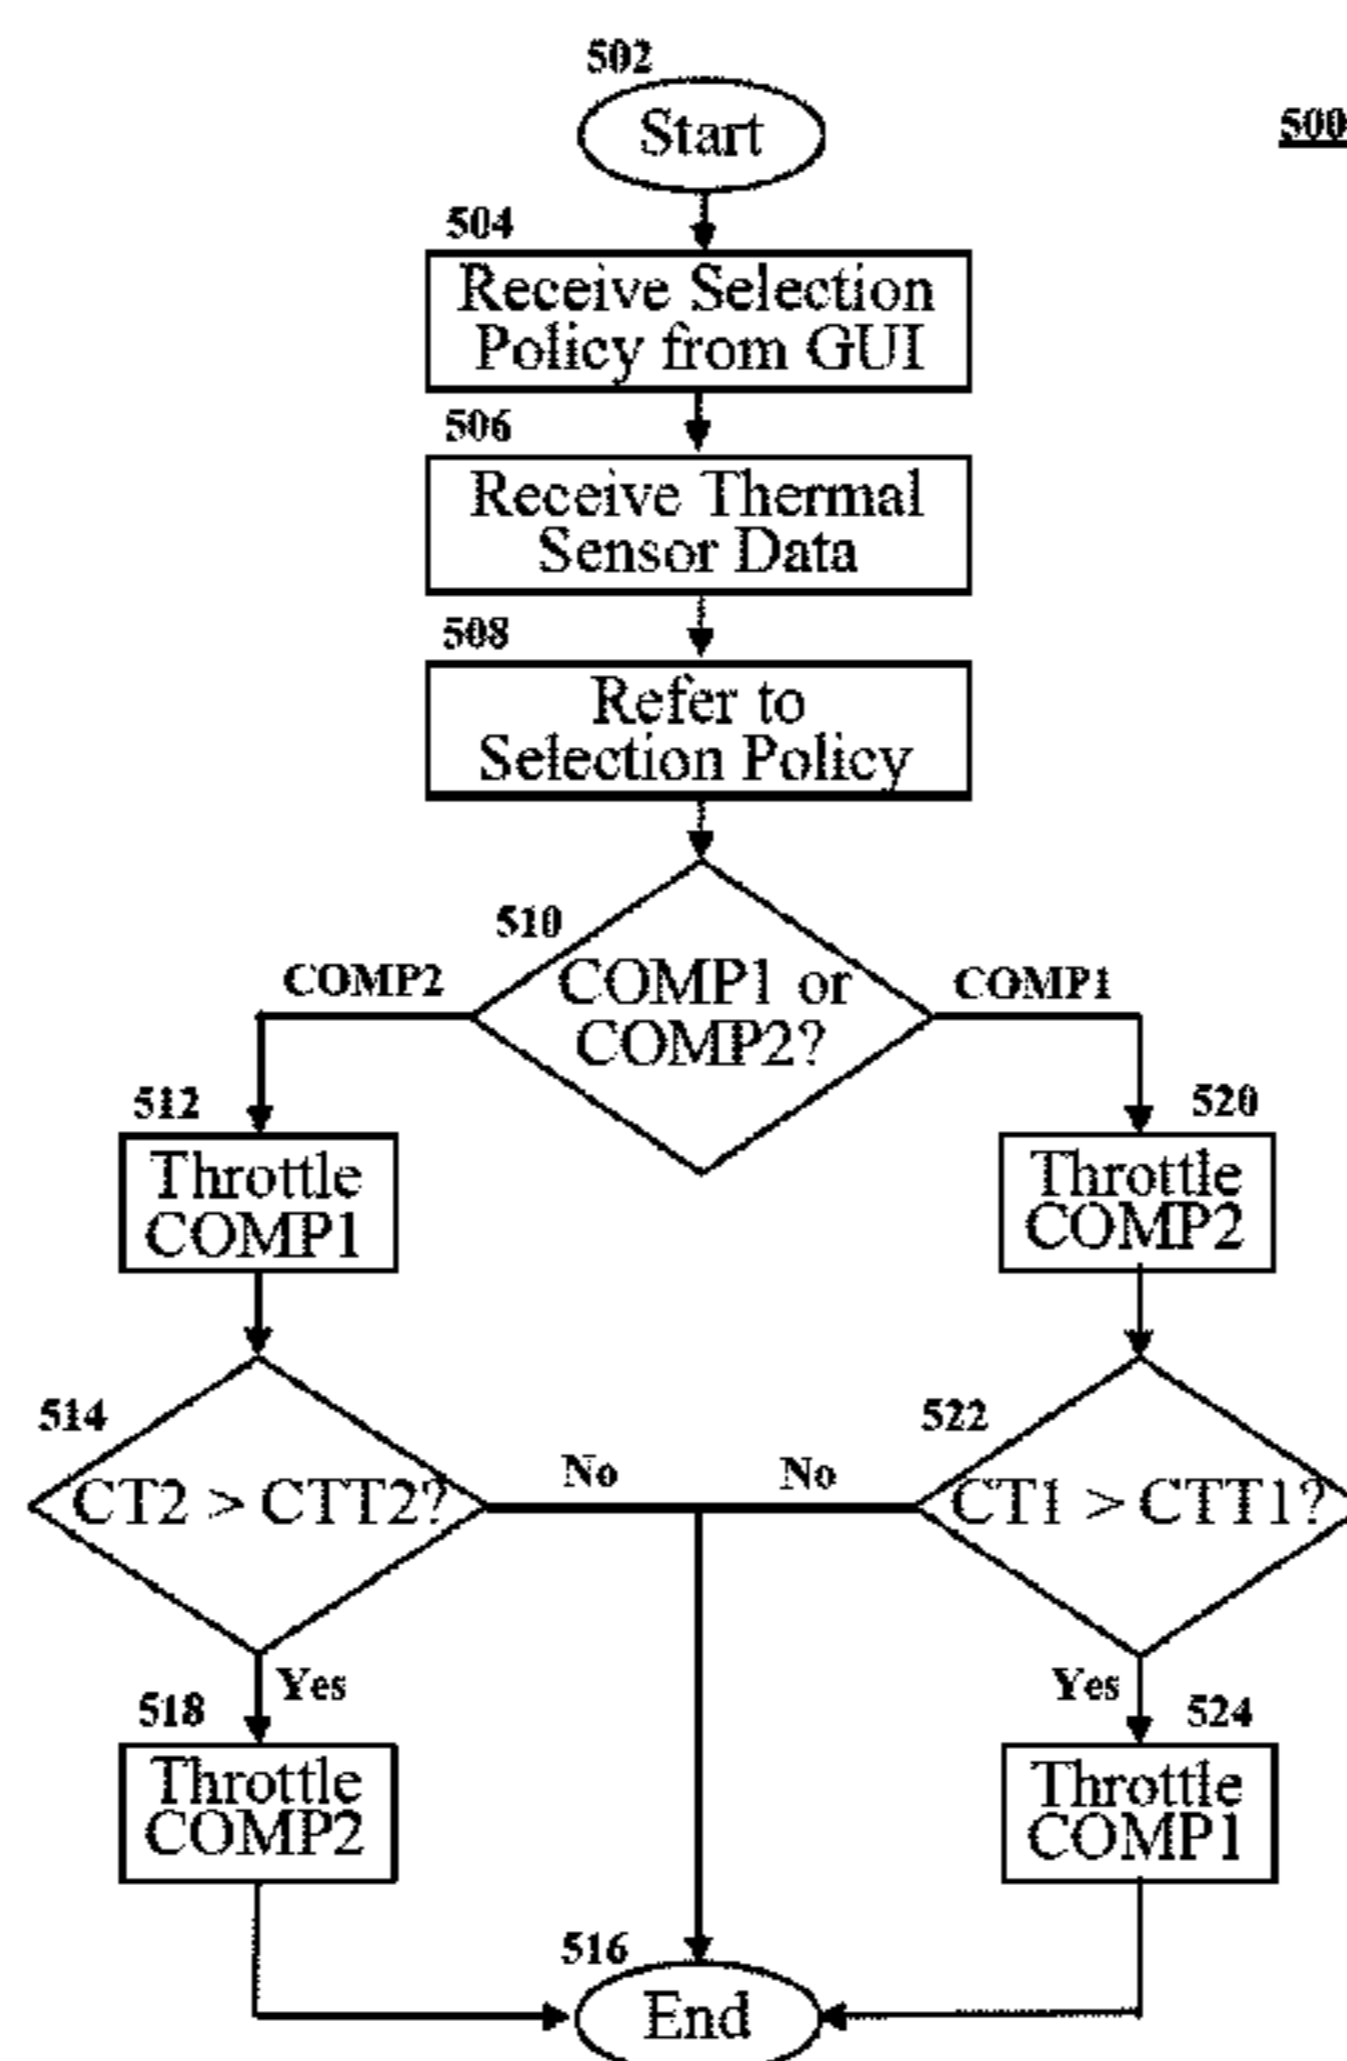 502
Start
500
504
Receive Selection
Policy from GUI
506
Receive Thermal
Sensor Data
508
Refer to
Selection Policy
510
COMP2
COMP1 or
COMP2?
COMP1
512
Throttle
COMP1
520
Throttle
COMP2
514
CT2 > CTT2?
No
No
522
CT1 > CTT1?
Yes
Yes
518
Throttle
COMP2
524
Throttle
COMP1
516
End